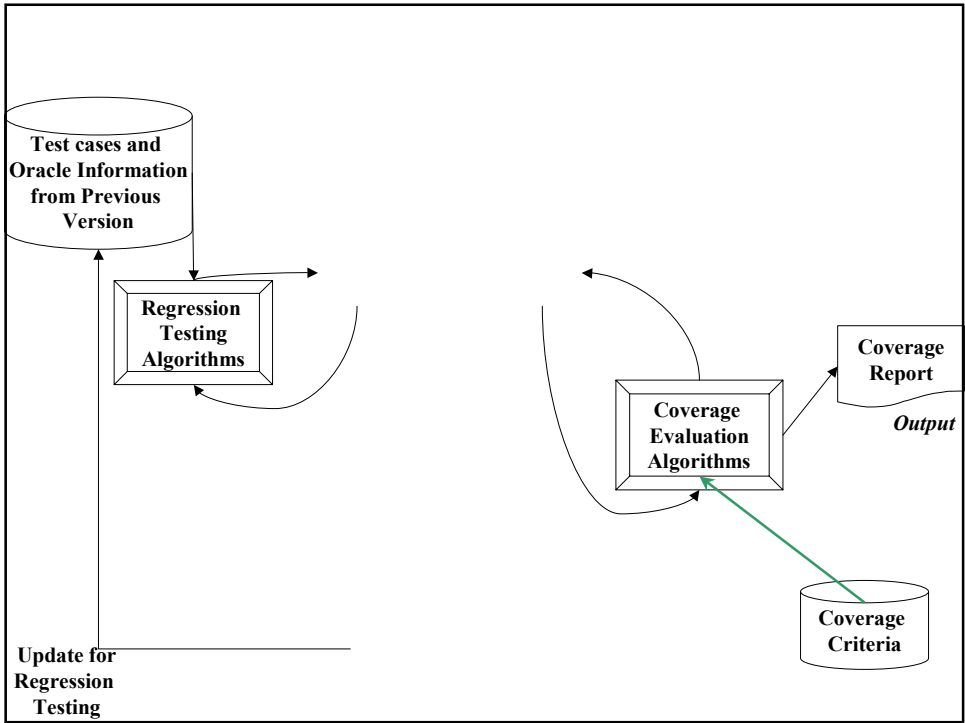 Test cases and
Oracle Information
from Previous
Version
Regression
Testing
Algorithms
Coverage
Report
Output
Coverage
Evaluation
Algorithms
Coverage
Criteria
Update for
Regression
Testing